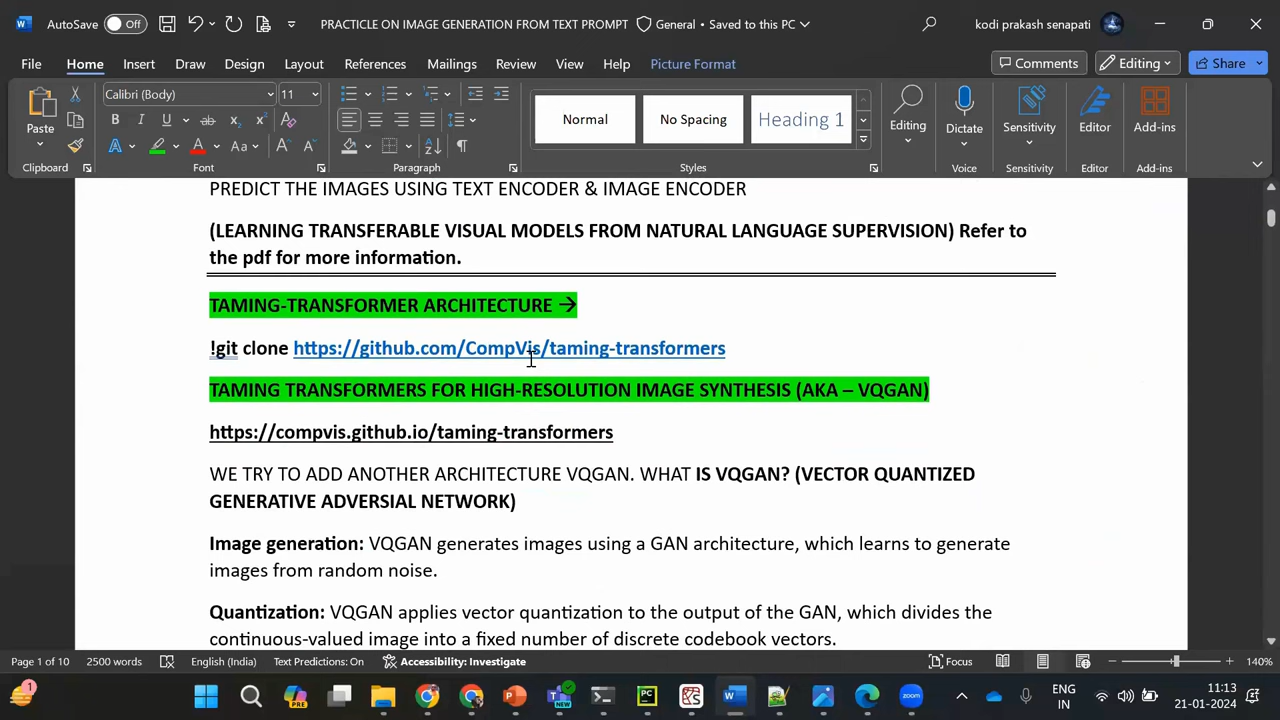 AutoSave Off PRACTICLE ON IMAGE GENERATION FROM TEXT PROMPT General • Saved to this PC kodi prakash senapati
File Home Insert Draw Design Layout References Mailings Review View Help Picture Format Comments Editing Share
Calibri (Body) 11
Paste B I U ab x₂ x² A Aa A A Normal No Spacing Heading 1 Editing Dictate Sensitivity Editor Add-ins
Clipboard Font Paragraph Styles Voice Sensitivity Editor Add-ins
PREDICT THE IMAGES USING TEXT ENCODER & IMAGE ENCODER
(LEARNING TRANSFERABLE VISUAL MODELS FROM NATURAL LANGUAGE SUPERVISION) Refer to
the pdf for more information.
TAMING-TRANSFORMER ARCHITECTURE →
!git clone https://github.com/CompVis/taming-transformers
TAMING TRANSFORMERS FOR HIGH-RESOLUTION IMAGE SYNTHESIS (AKA – VQGAN)
https://compvis.github.io/taming-transformers
WE TRY TO ADD ANOTHER ARCHITECTURE VQGAN. WHAT IS VQGAN? (VECTOR QUANTIZED
GENERATIVE ADVERSIAL NETWORK)
Image generation: VQGAN generates images using a GAN architecture, which learns to generate
images from random noise.
Quantization: VQGAN applies vector quantization to the output of the GAN, which divides the
continuous-valued image into a fixed number of discrete codebook vectors.
Page 1 of 10 2500 words English (India) Text Predictions: On Accessibility: Investigate Focus 140%
1 PRE NEW PC zoom ENG 11:13
IN 21-01-2024